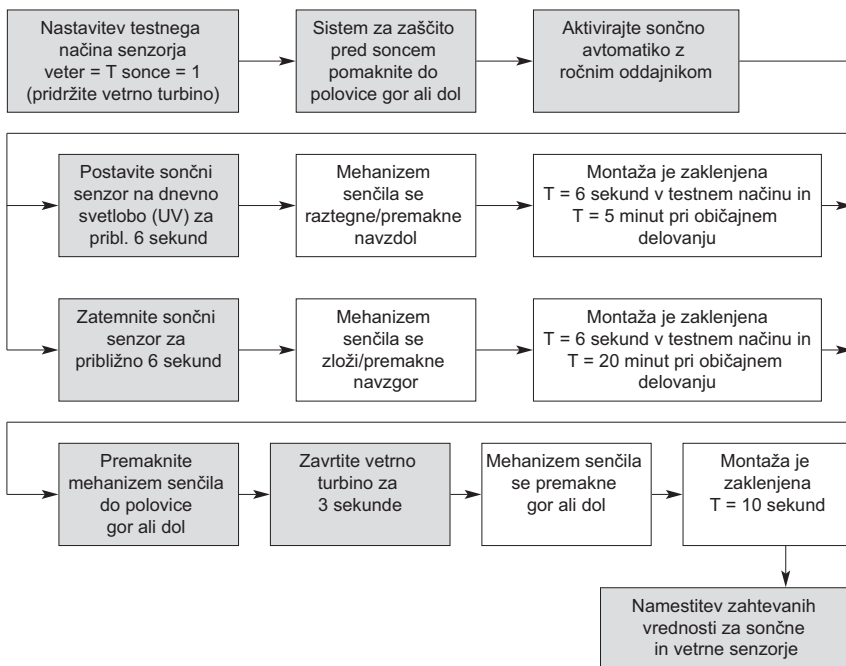 Nastavitev testnega
načina senzorja
veter = T sonce = 1
(pridržite vetrno turbino)
Sistem za zaščito
pred soncem
pomaknite do
polovice gor ali dol
Aktivirajte sončno
avtomatiko z
ročnim oddajnikom
Postavite sončni
senzor na dnevno
svetlobo (UV) za
pribl. 6 sekund
Mehanizem
senčila se
raztegne/premakne
navzdol
Montaža je zaklenjena
T = 6 sekund v testnem načinu in
T = 5 minut pri običajnem
delovanju
Zatemnite sončni
senzor za
približno 6 sekund
Mehanizem
senčila se
zloži/premakne
navzgor
Montaža je zaklenjena
T = 6 sekund v testnem načinu in
T = 20 minut pri običajnem
delovanju
Premaknite
mehanizem senčila
do polovice
gor ali dol
Zavrtite vetrno
turbino za
3 sekunde
Mehanizem senčila
se premakne
gor ali dol
Montaža je
zaklenjena
T = 10 sekund
Namestitev zahtevanih
vrednosti za sončne
in vetrne senzorje